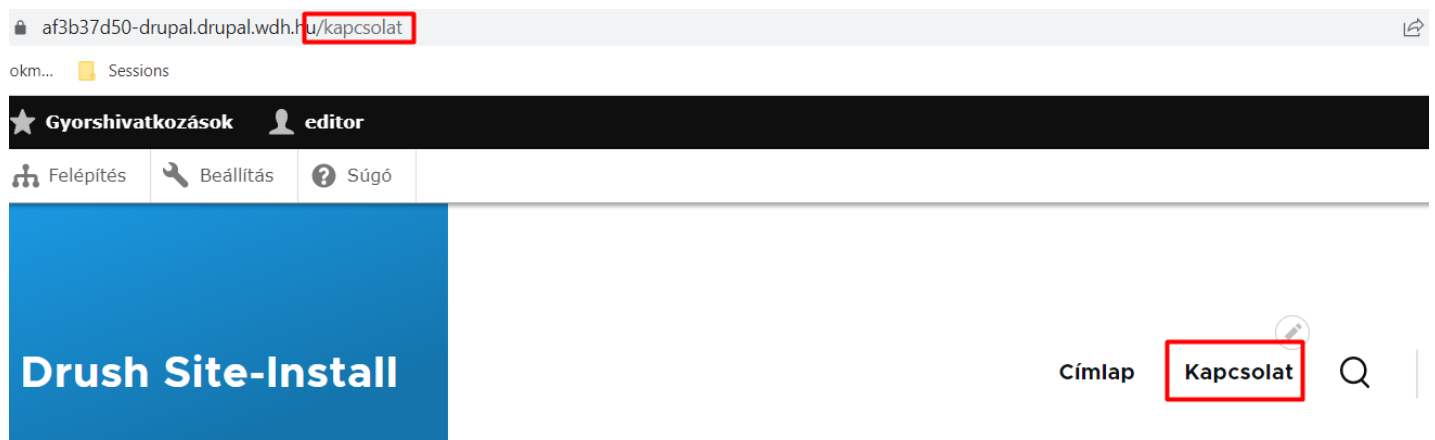 af3b37d50-drupal.drupal.wdh.hu/kapcsolat
okm... Sessions
Gyorshivatkozások editor
Felépítés Beállítás Súgó
Drush Site-Install Címlap Kapcsolat